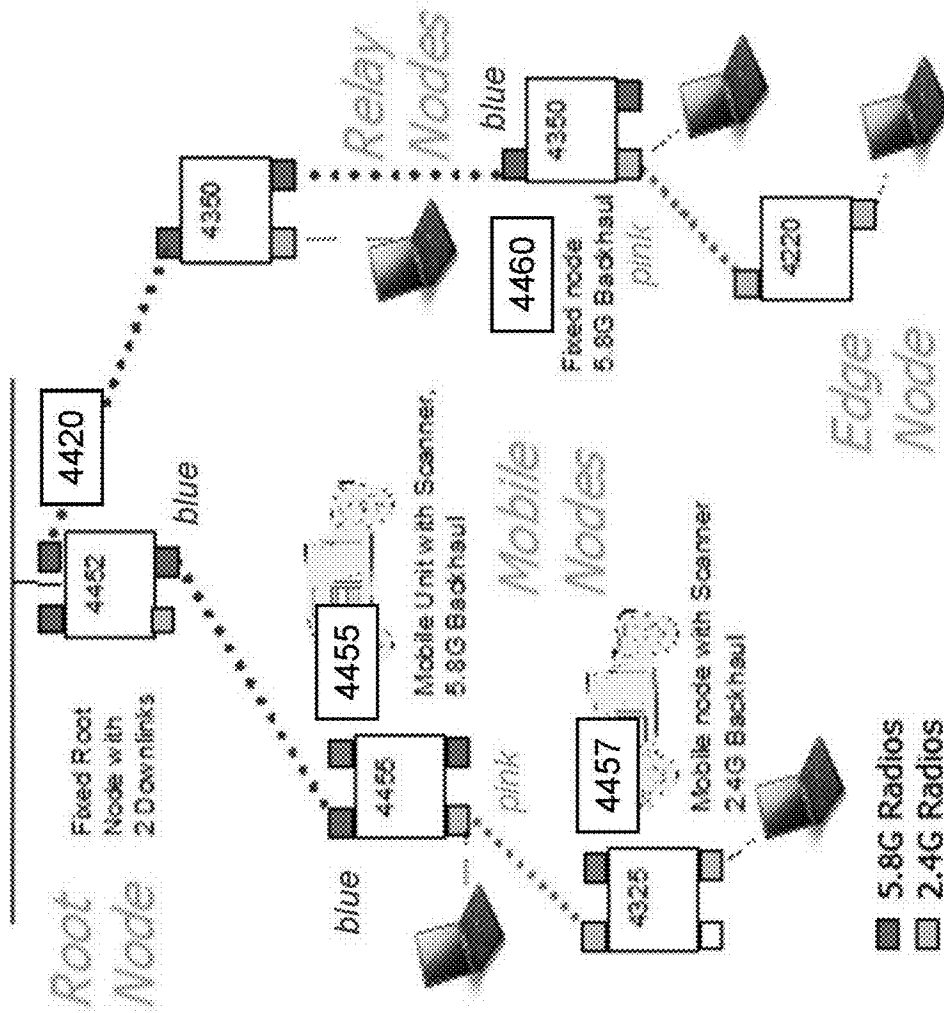 Root
Node
Fixed Root
Node with
2 Downlinks
4452
4420
blue
4350
Relay
Nodes
blue
4350
4460
Fixed node
5.8G Backhaul
pink
4220
Edge
Node
blue
4455
4455
Mobile Unit with Scanner,
5.8G Backhaul
Mobile
Nodes
pink
4325
4457
Mobile node with Scanner
2.4G Backhaul
5.8G Radios
2.4G Radios